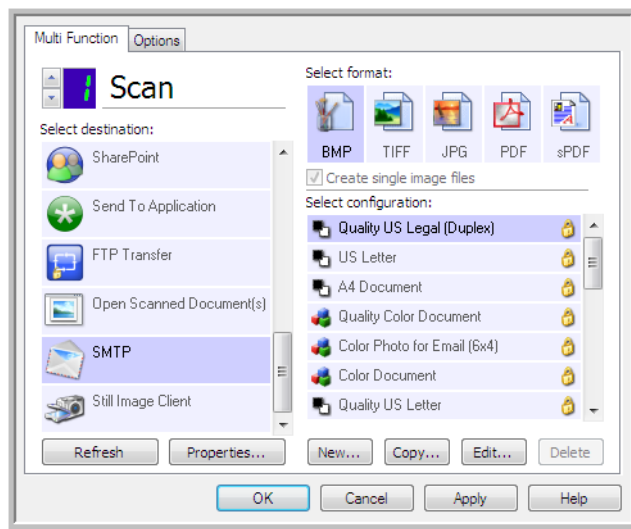 Multi Function
Options
1
Scan
Select destination:
SharePoint
Send To Application
FTP Transfer
Open Scanned Document(s)
SMTP
Still Image Client
Refresh
Properties...
Select format:
BMP
TIFF
JPG
PDF
sPDF
Create single image files
Select configuration:
Quality US Legal (Duplex)
US Letter
A4 Document
Quality Color Document
Color Photo for Email (6x4)
Color Document
Quality US Letter
New...
Copy...
Edit...
Delete
OK
Cancel
Apply
Help